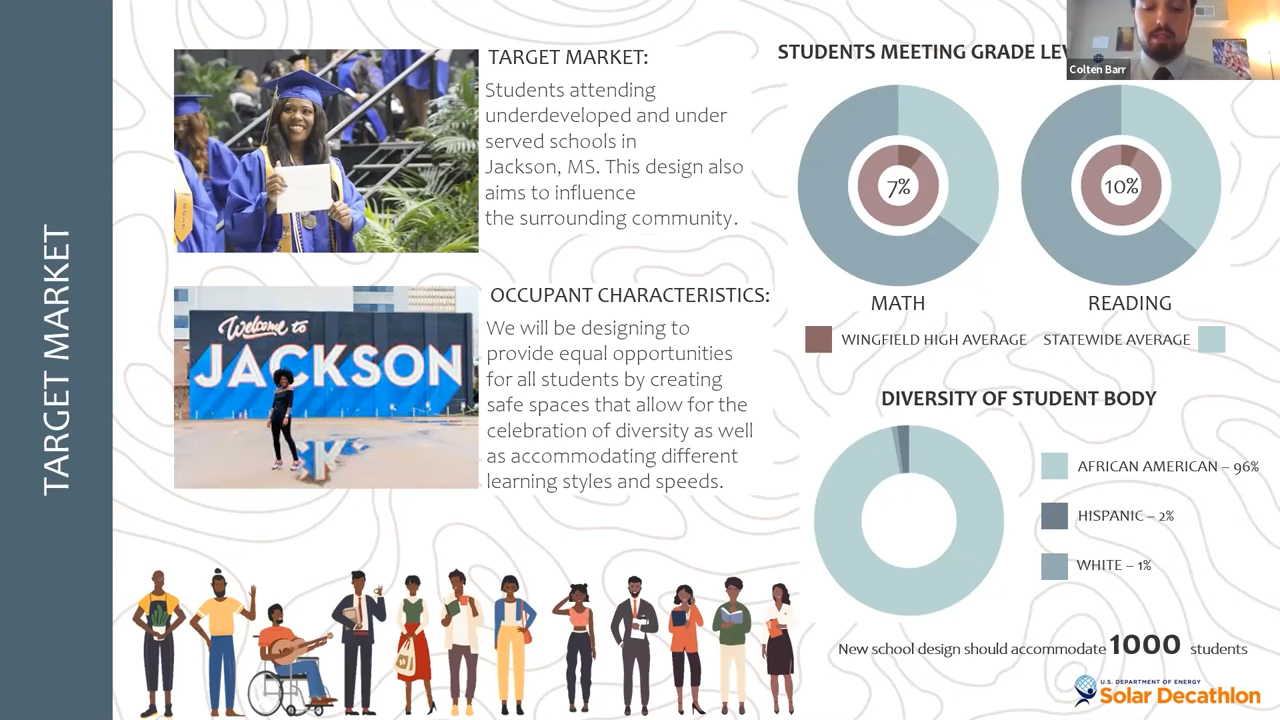 TARGET MARKET
TARGET MARKET:
Students attending
underdeveloped and under
served schools in
Jackson, MS. This design also
aims to influence
the surrounding community.
Welcome to
JACKSON
OCCUPANT CHARACTERISTICS:
We will be designing to
provide equal opportunities
for all students by creating
safe spaces that allow for the
celebration of diversity as well
as accommodating different
learning styles and speeds.
STUDENTS MEETING GRADE
Colten Barr
7%
10%
MATH
READING
WINGFIELD HIGH AVERAGE
STATEWIDE AVERAGE
DIVERSITY OF STUDENT BODY
AFRICAN AMERICAN – 96%
HISPANIC – 2%
WHITE – 1%
New school design should accommodate 1000 students
U.S. DEPARTMENT OF ENERGY
Solar Decathlon